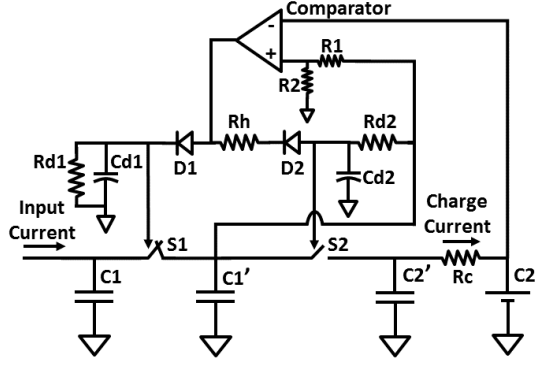 Comparator
-
+
R1
R2
Rh
Rd2
Rd1
Cd1
D1
D2
Cd2
Input
Current
Charge
Current
S1
S2
Rc
C1
C1'
C2'
C2